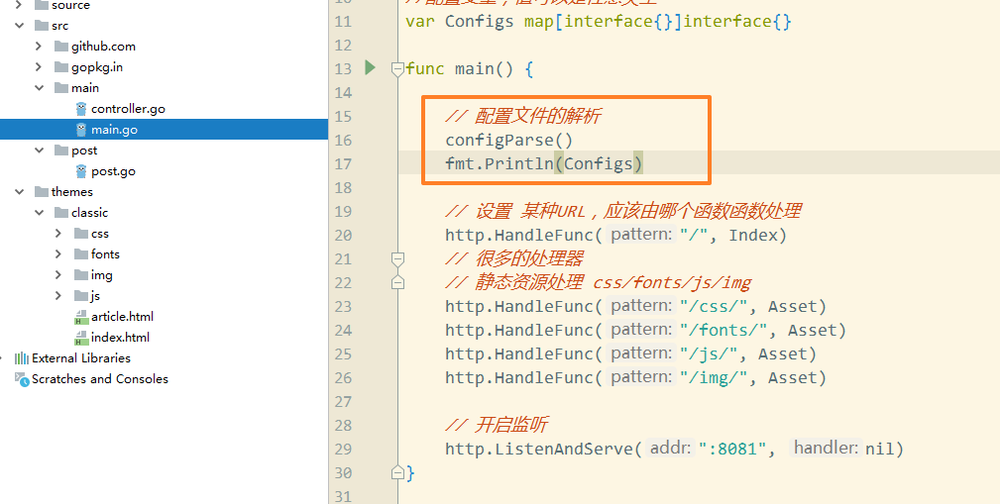 source
src
github.com
gopkg.in
main
controller.go
main.go
post
post.go
themes
classic
css
fonts
img
js
article.html
index.html
External Libraries
Scratches and Consoles
11 var Configs map[interface{}]interface{}
12
13 func main() {
14
15 // 配置文件的解析
16 configParse()
17 fmt.Println(Configs)
18
19 // 设置 某种URL，应该由哪个函数函数处理
20 http.HandleFunc( pattern: "/", Index)
21 // 很多的处理器
22 // 静态资源处理 css/fonts/js/img
23 http.HandleFunc( pattern: "/css/", Asset)
24 http.HandleFunc( pattern: "/fonts/", Asset)
25 http.HandleFunc( pattern: "/js/", Asset)
26 http.HandleFunc( pattern: "/img/", Asset)
27
28 // 开启监听
29 http.ListenAndServe( addr: ":8081", handler: nil)
30 }
31